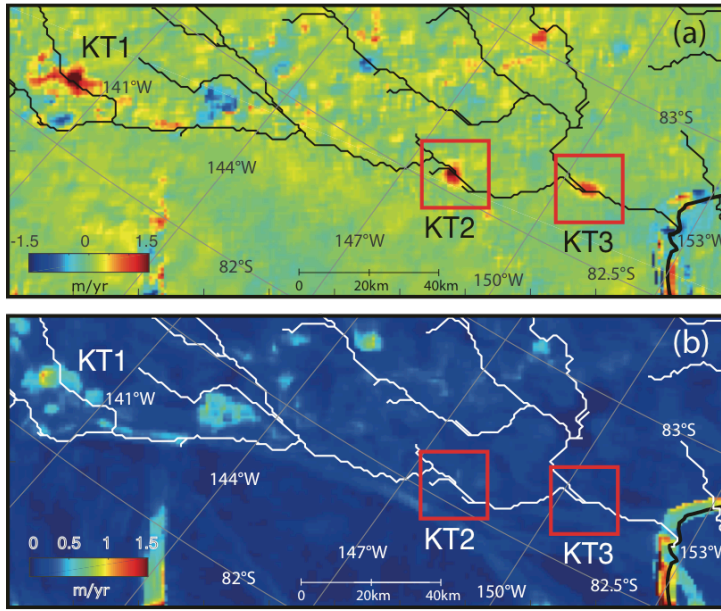 (a)
KT1
141°W
83°S
144°W
KT2
KT3
147°W
153°W
-1.5 0 1.5
m/yr
82°S
0 20km 40km
150°W
82.5°S
(b)
KT1
141°W
83°S
144°W
KT2
KT3
0 0.5 1 1.5
m/yr
147°W
153°W
82°S
0 20km 40km
150°W
82.5°S